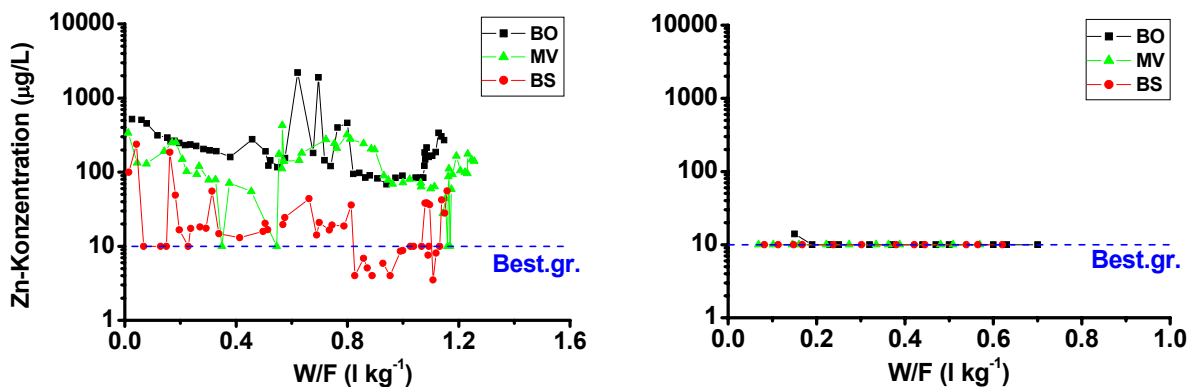 Zn-Konzentration (µg/L)
10000
1000
100
10
1
0.0 0.4 0.8 1.2 1.6
W/F (l kg-1)
BO
MV
BS
Best.gr.
10000
1000
100
10
1
0.0 0.2 0.4 0.6 0.8 1.0
W/F (l kg-1)
BO
MV
BS
Best.gr.